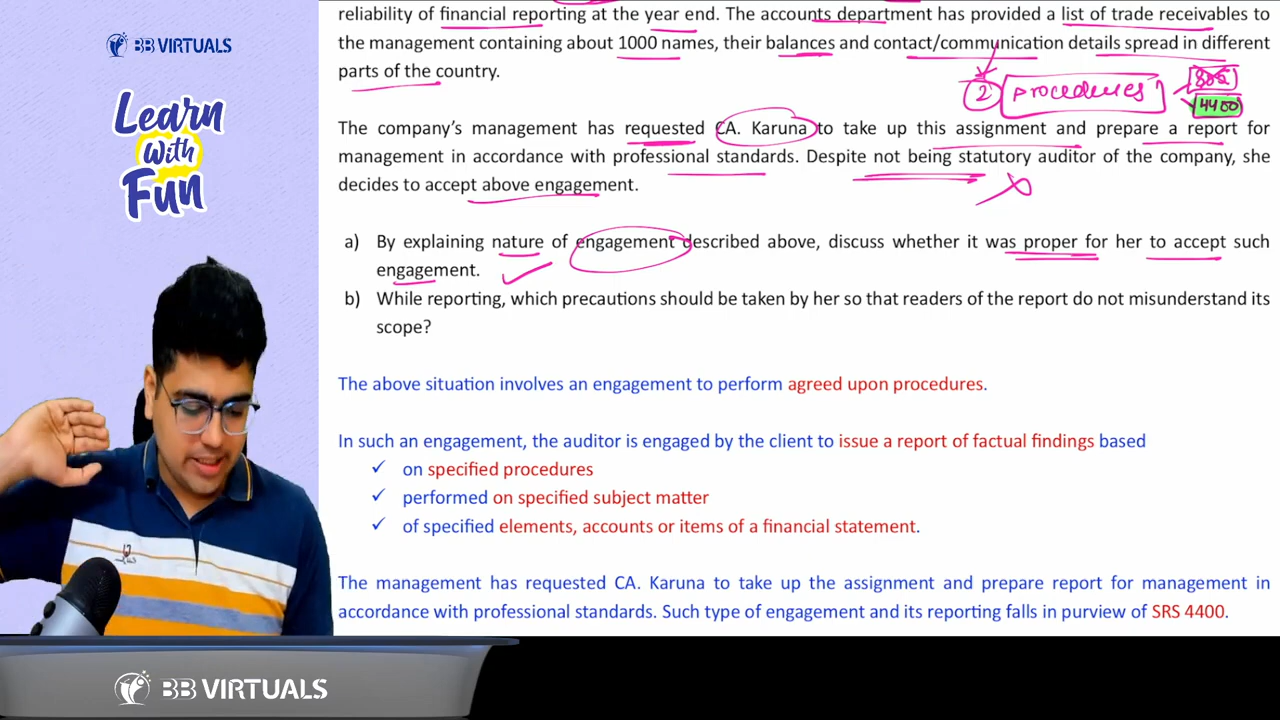 reliability of financial reporting at the year end. The accounts department has provided a list of trade receivables to
BB VIRTUALS
the management containing about 1000 names, their balances and contact/communication details spread in different
parts of the country.
2 procedures
4400
Learn
With
Fun
The company's management has requested CA. Karuna to take up this assignment and prepare a report for
management in accordance with professional standards. Despite not being statutory auditor of the company, she
decides to accept above engagement.
a) By explaining nature of engagement described above, discuss whether it was proper for her to accept such
engagement.
b) While reporting, which precautions should be taken by her so that readers of the report do not misunderstand its
scope?
The above situation involves an engagement to perform agreed upon procedures.
In such an engagement, the auditor is engaged by the client to issue a report of factual findings based
✓ on specified procedures
✓ performed on specified subject matter
✓ of specified elements, accounts or items of a financial statement.
The management has requested CA. Karuna to take up the assignment and prepare report for management in
accordance with professional standards. Such type of engagement and its reporting falls in purview of SRS 4400.
BB VIRTUALS